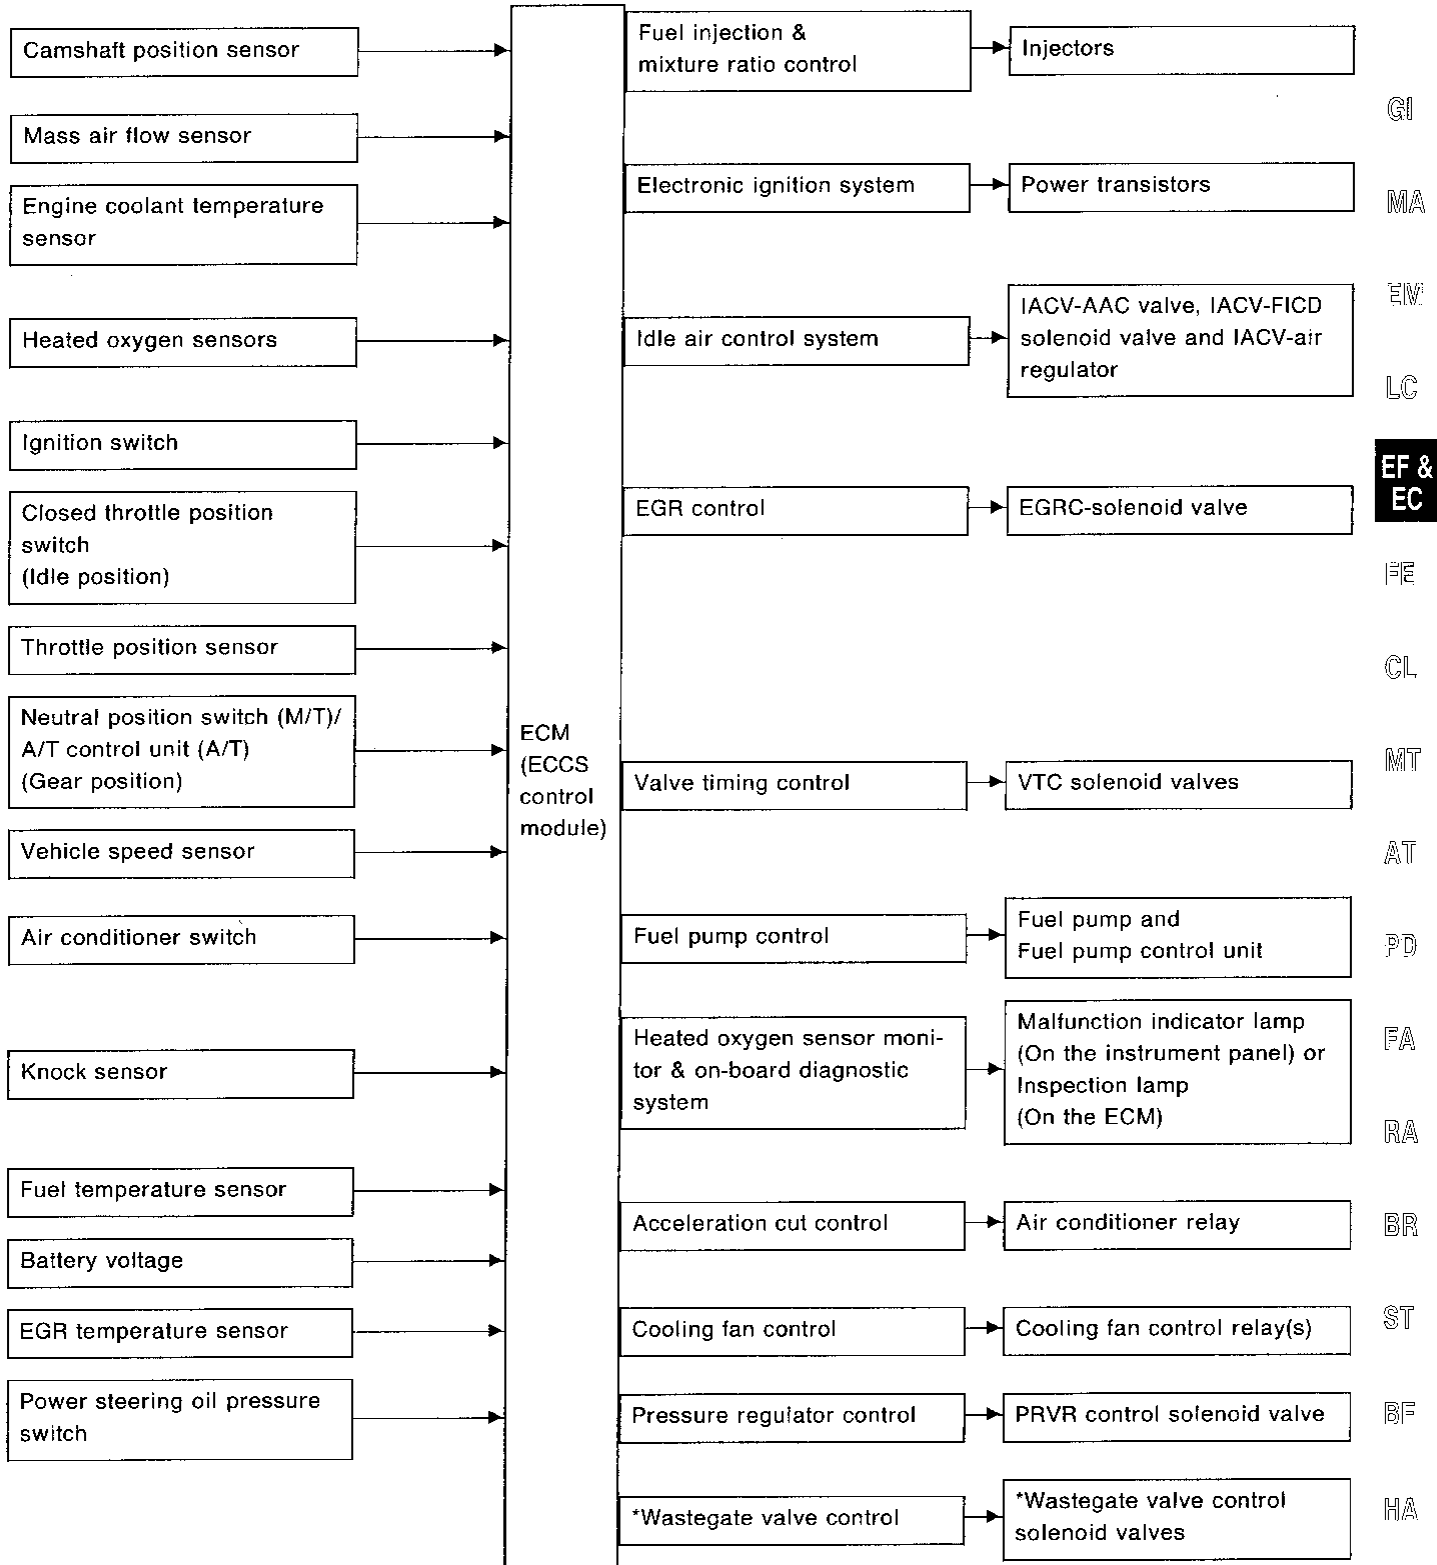 Camshaft position sensor
Mass air flow sensor
Engine coolant temperature
sensor
Heated oxygen sensors
Ignition switch
Closed throttle position
switch
(Idle position)
Throttle position sensor
Neutral position switch (M/T)/
A/T control unit (A/T)
(Gear position)
Vehicle speed sensor
Air conditioner switch
Knock sensor
Fuel temperature sensor
Battery voltage
EGR temperature sensor
Power steering oil pressure
switch
ECM
(ECCS
control
module)
Fuel injection &
mixture ratio control
Injectors
Electronic ignition system
Power transistors
Idle air control system
IACV-AAC valve, IACV-FICD
solenoid valve and IACV-air
regulator
EGR control
EGRC-solenoid valve
Valve timing control
VTC solenoid valves
Fuel pump control
Fuel pump and
Fuel pump control unit
Heated oxygen sensor moni-
tor & on-board diagnostic
system
Malfunction indicator lamp
(On the instrument panel) or
Inspection lamp
(On the ECM)
Acceleration cut control
Air conditioner relay
Cooling fan control
Cooling fan control relay(s)
Pressure regulator control
PRVR control solenoid valve
*Wastegate valve control
*Wastegate valve control
solenoid valves
GI
MA
EM
LC
EF &
EC
FE
CL
MT
AT
PD
FA
RA
BR
ST
BF
HA